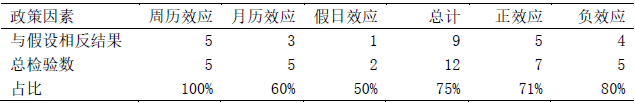 政策因素 周历效应 月历效应 假日效应 总计 正效应 负效应
与假设相反结果 5 3 1 9 5 4
总检验数 5 5 2 12 7 5
占比 100% 60% 50% 75% 71% 80%